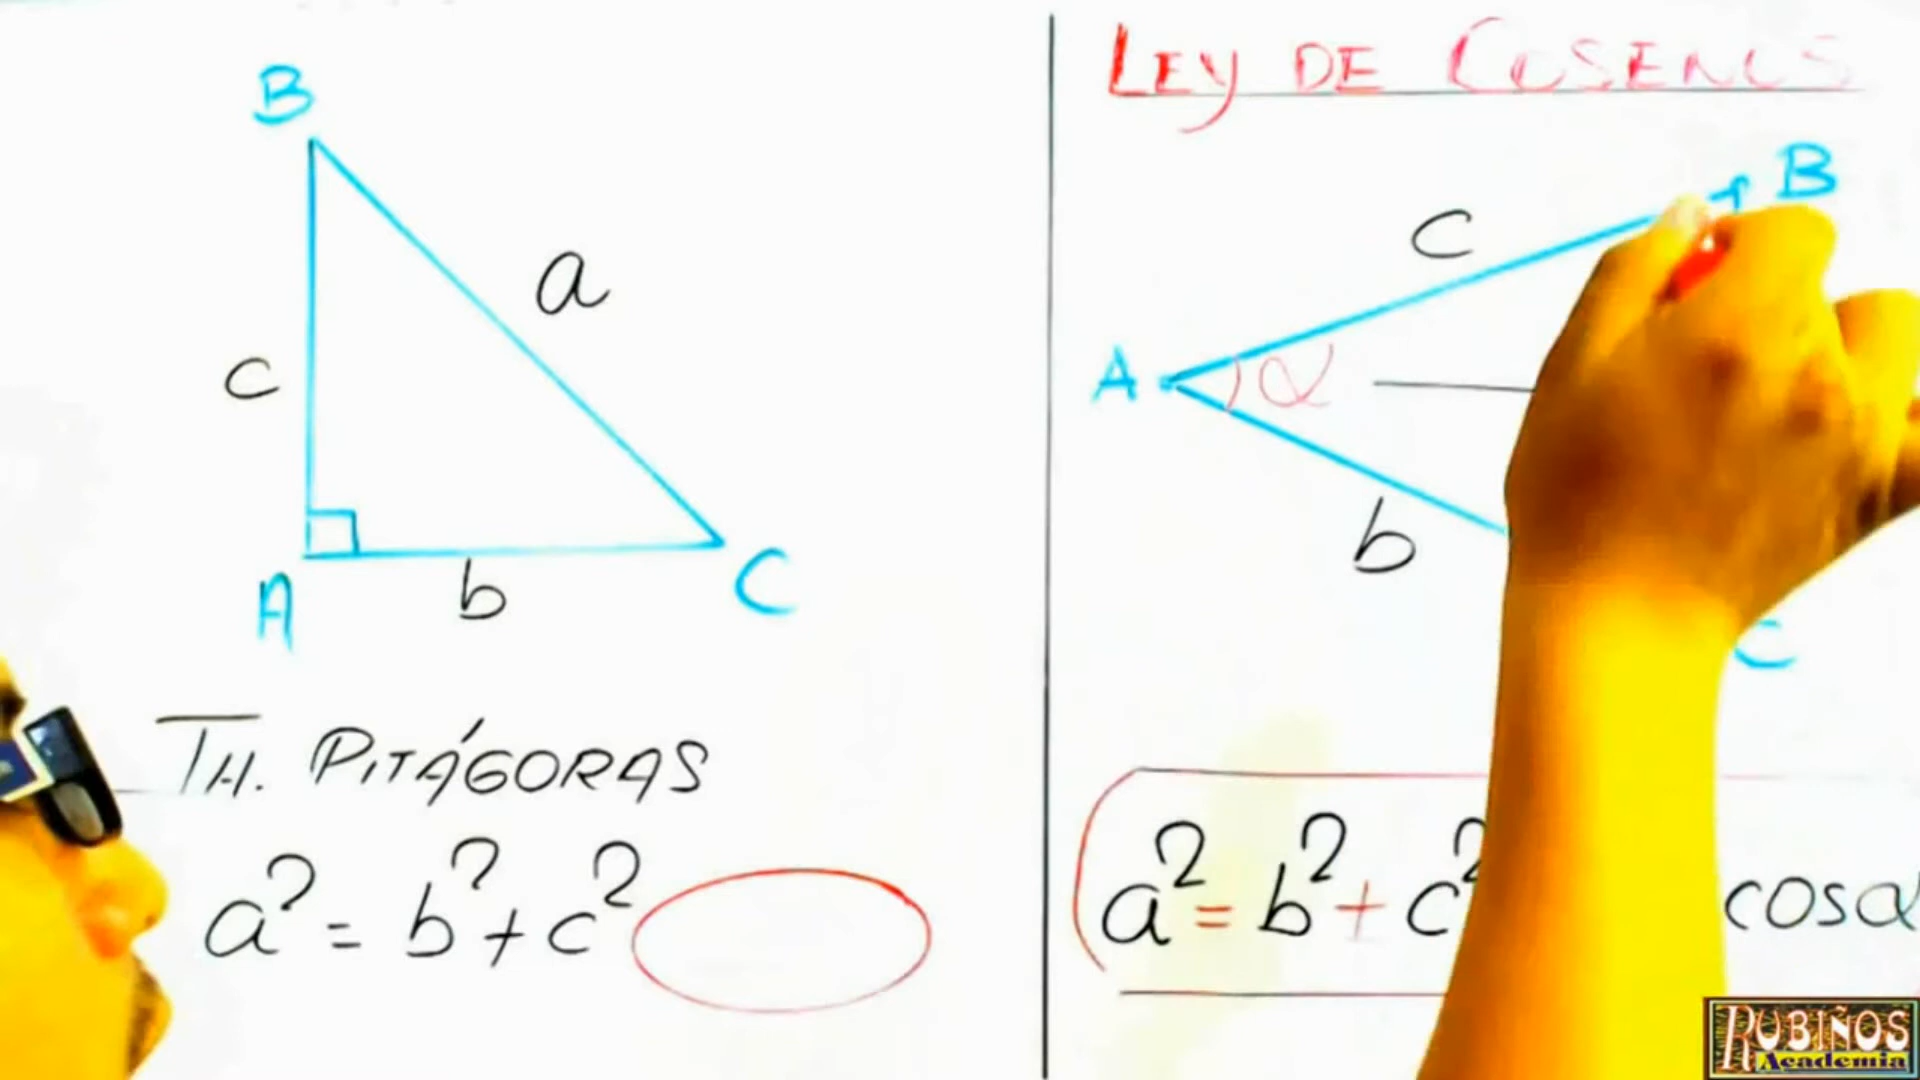 B
a
c
A
b
C
TH. PITÁGORAS
a² = b² + c²
LEY DE COSENOS
B
c
A
α
b
C
a² = b² + c² cosα
RUBIÑOS
Academia